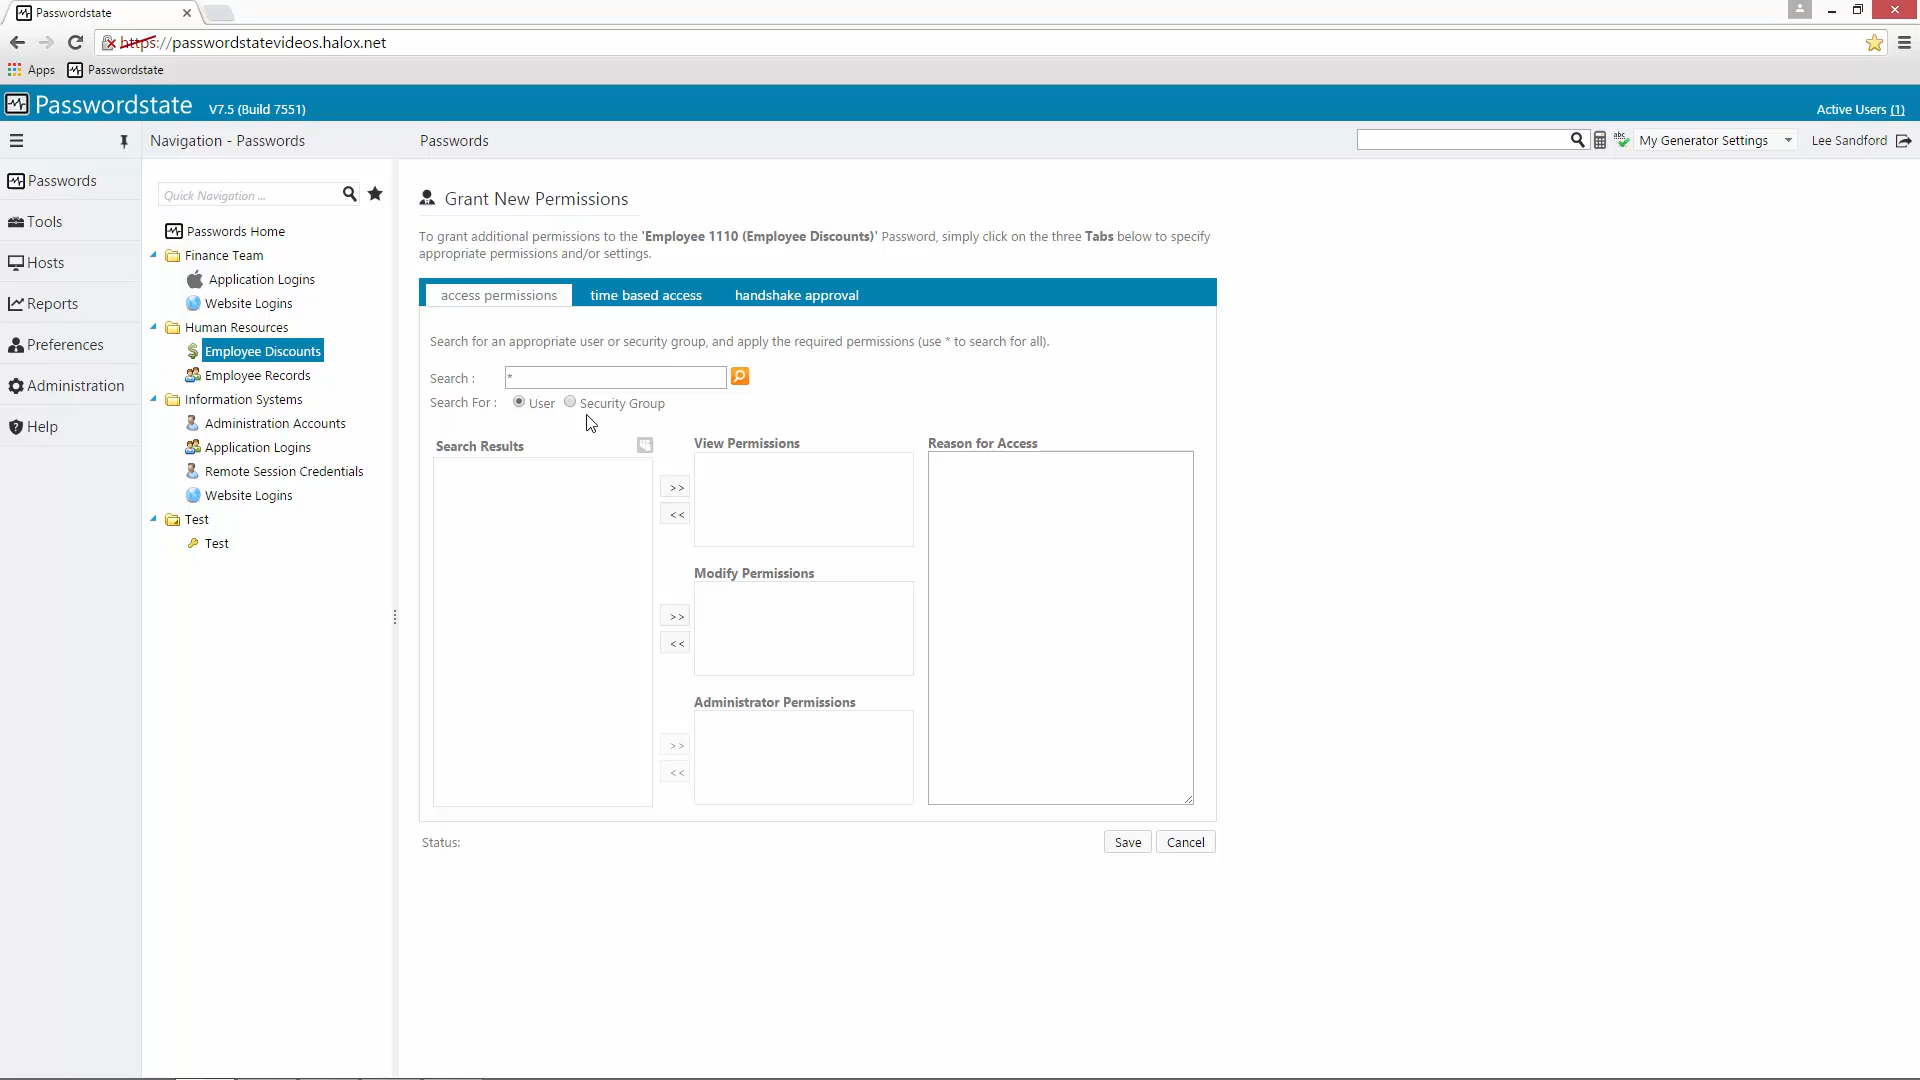 Passwordstate
https://passwordstatevideos.halox.net
Apps
Passwordstate
Passwordstate V7.5 (Build 7551)
Active Users (1)
Navigation - Passwords
Passwords
abc
My Generator Settings
Lee Sandford
Passwords
Tools
Hosts
Reports
Preferences
Administration
Help
Quick Navigation ...
Passwords Home
Finance Team
Application Logins
Website Logins
Human Resources
Employee Discounts
Employee Records
Information Systems
Administration Accounts
Application Logins
Remote Session Credentials
Website Logins
Test
Test
Grant New Permissions
To grant additional permissions to the 'Employee 1110 (Employee Discounts)' Password, simply click on the three Tabs below to specify
appropriate permissions and/or settings.
access permissions
time based access
handshake approval
Search for an appropriate user or security group, and apply the required permissions (use * to search for all).
Search :
*
Search For :
User
Security Group
Search Results
View Permissions
Reason for Access
>>
<<
Modify Permissions
>>
<<
Administrator Permissions
>>
<<
Status:
Save
Cancel